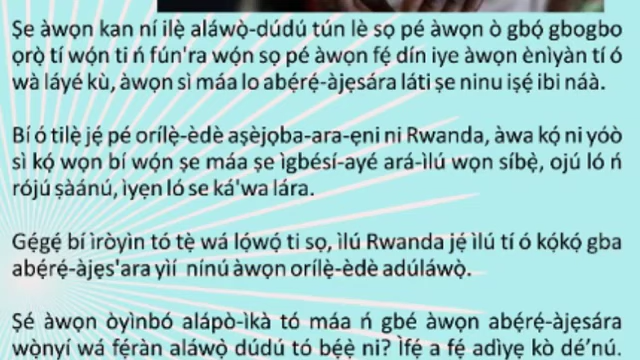 Ṣe àwọn kan ní ilẹ̀ aláwọ̀-dúdú tún lè sọ pé àwọn ò gbọ́ gbogbo
ọrọ̀ tí wọ́n ti ń fún'ra wọ́n sọ pé àwọn fẹ́ dín iye àwọn ènìyàn tí ó
wà láyé kù, àwọn sì máa lo abẹ́rẹ́-àjẹsára láti ṣe ninu iṣẹ́ ibi náà.
Bí ó tilẹ̀ jẹ́ pé orílẹ̀-èdè aṣèjọba-ara-ẹni ni Rwanda, àwa kọ́ ni yóò
sì kọ́ wọn bí wọ́n ṣe máa ṣe ìgbésí-ayé ará-ìlú wọn síbẹ̀, ojú ló ń
rójú ṣàánú, ìyẹn ló se ká'wa lára.
Gẹ́gẹ́ bí ìròyìn tó tẹ̀ wá lọ́wọ́ ti sọ, ìlú Rwanda jẹ́ ìlú tí ó kọ́kọ́ gba
abẹ́rẹ́-àjẹs'ara yìí nínú àwọn orílẹ̀-èdè adúláwọ̀.
Ṣé àwọn òyìnbó alápò-ìkà tó máa ń gbé àwọn abẹ́rẹ́-àjẹsára
wọ̀nyí wá fẹ́ràn aláwọ̀ dúdú tó bẹ́ẹ̀ ni? Ìfẹ́ a fẹ́ adìyẹ kò dé’nú.